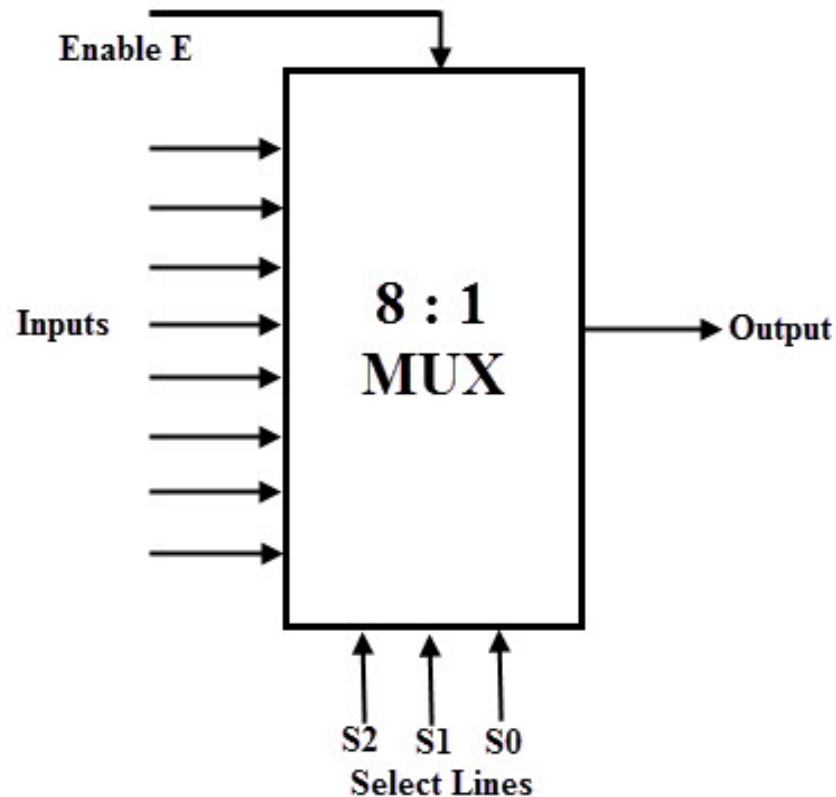 Enable E
8 : 1
MUX
Inputs
Output
S2 S1 S0
Select Lines